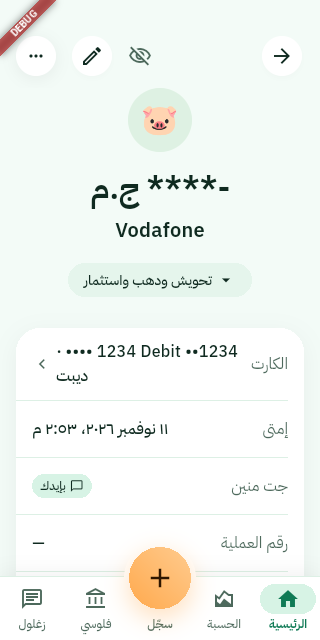 DEBUG
-**** ج.م
Vodafone
تحويش ودهب واستثمار
الكارت
1234 Debit ••1234 •••• ·
ديبت
إمتى
١١ نوفمبر ٢٠٢٦، ٢:٥٣ م
جت منين
بإيدك
رقم العملية
—
الرئيسية
الحسبة
سجّل
فلوسي
زغلول